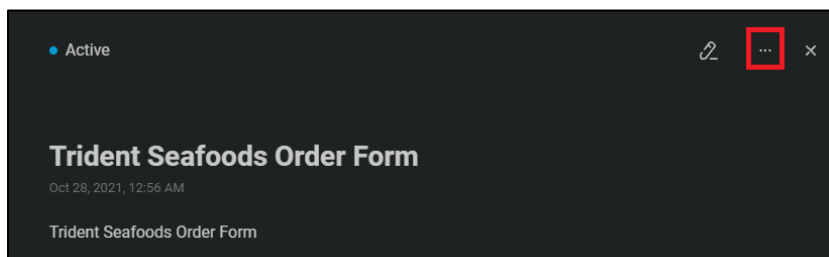 Active
Trident Seafoods Order Form
Oct 28, 2021, 12:56 AM
Trident Seafoods Order Form